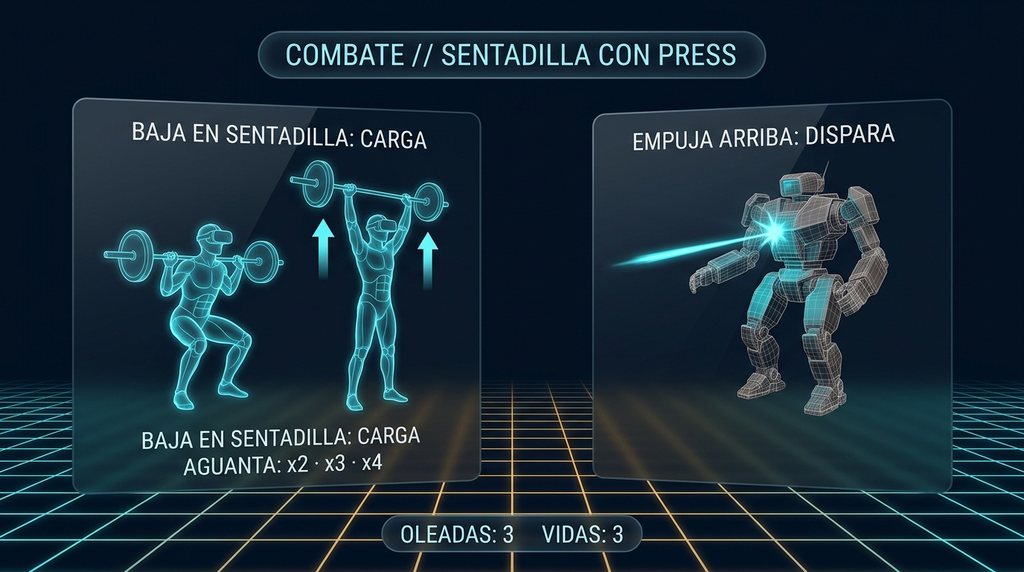 COMBATE // SENTADILLA CON PRESS
BAJA EN SENTADILLA: CARGA
BAJA EN SENTADILLA: CARGA
AGUANTA: x2 · x3 · x4
EMPUJA ARRIBA: DISPARA
OLEADAS: 3 VIDAS: 3